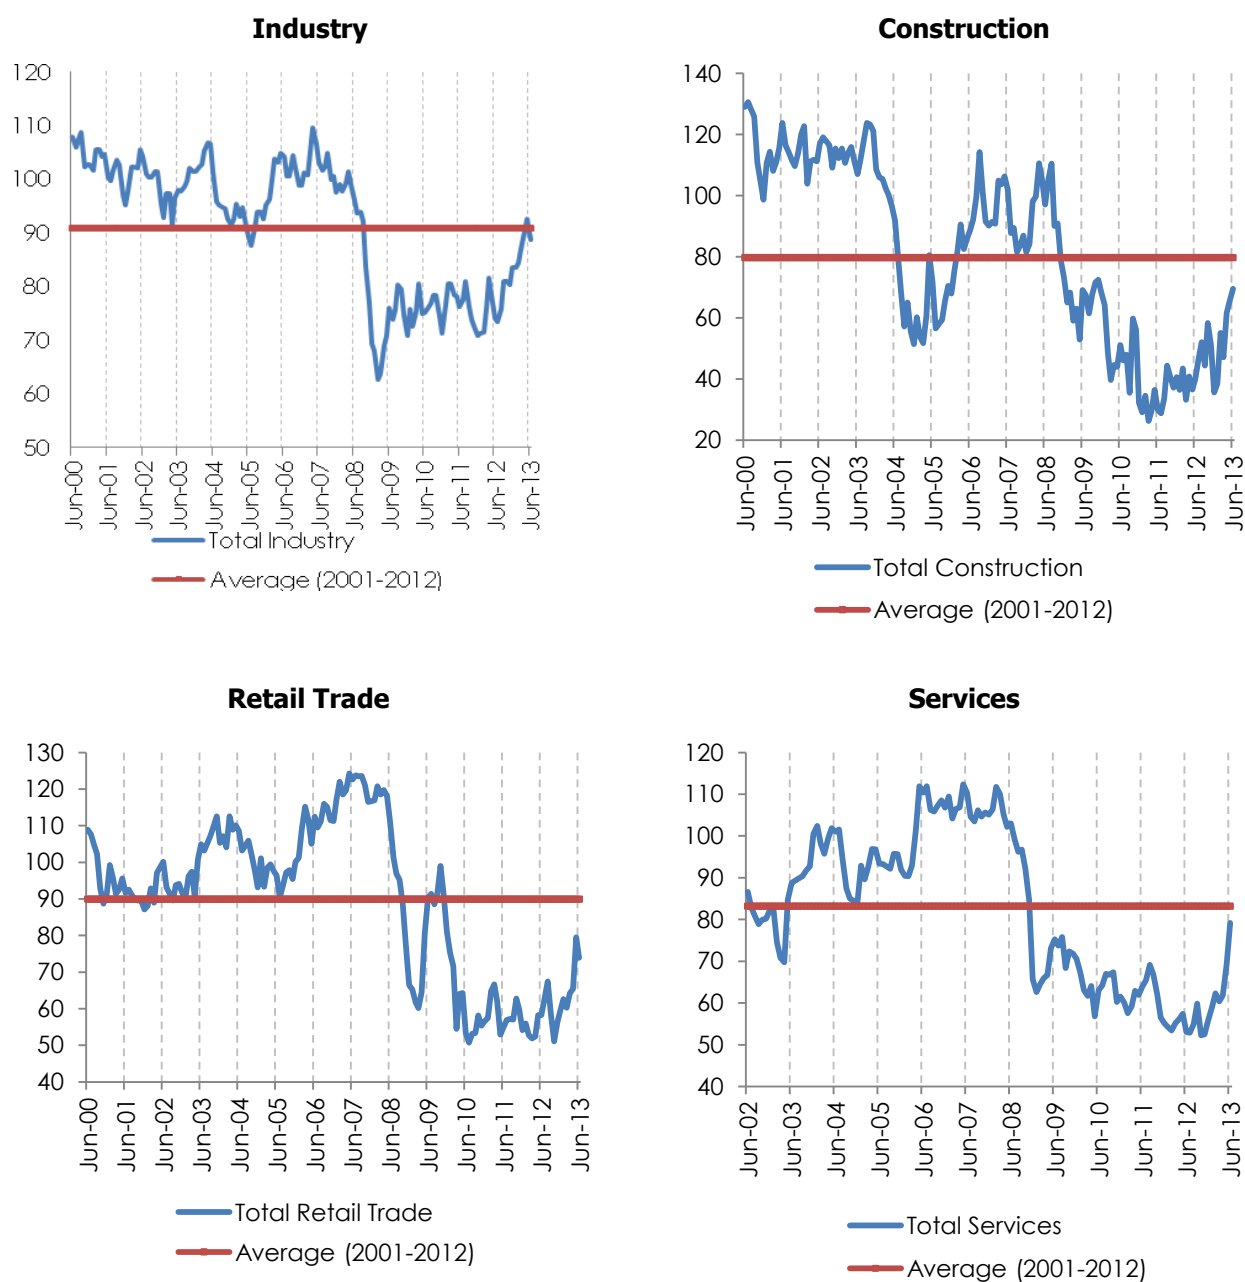 Industry
120
110
100
90
80
70
60
50
Jun-00
Jun-01
Jun-02
Jun-03
Jun-04
Jun-05
Jun-06
Jun-07
Jun-08
Jun-09
Jun-10
Jun-11
Jun-12
Jun-13
Total Industry
Average (2001-2012)
Construction
140
120
100
80
60
40
20
Jun-00
Jun-01
Jun-02
Jun-03
Jun-04
Jun-05
Jun-06
Jun-07
Jun-08
Jun-09
Jun-10
Jun-11
Jun-12
Jun-13
Total Construction
Average (2001-2012)
Retail Trade
130
120
110
100
90
80
70
60
50
40
Jun-00
Jun-01
Jun-02
Jun-03
Jun-04
Jun-05
Jun-06
Jun-07
Jun-08
Jun-09
Jun-10
Jun-11
Jun-12
Jun-13
Total Retail Trade
Average (2001-2012)
Services
120
110
100
90
80
70
60
50
40
Jun-02
Jun-03
Jun-04
Jun-05
Jun-06
Jun-07
Jun-08
Jun-09
Jun-10
Jun-11
Jun-12
Jun-13
Total Services
Average (2001-2012)